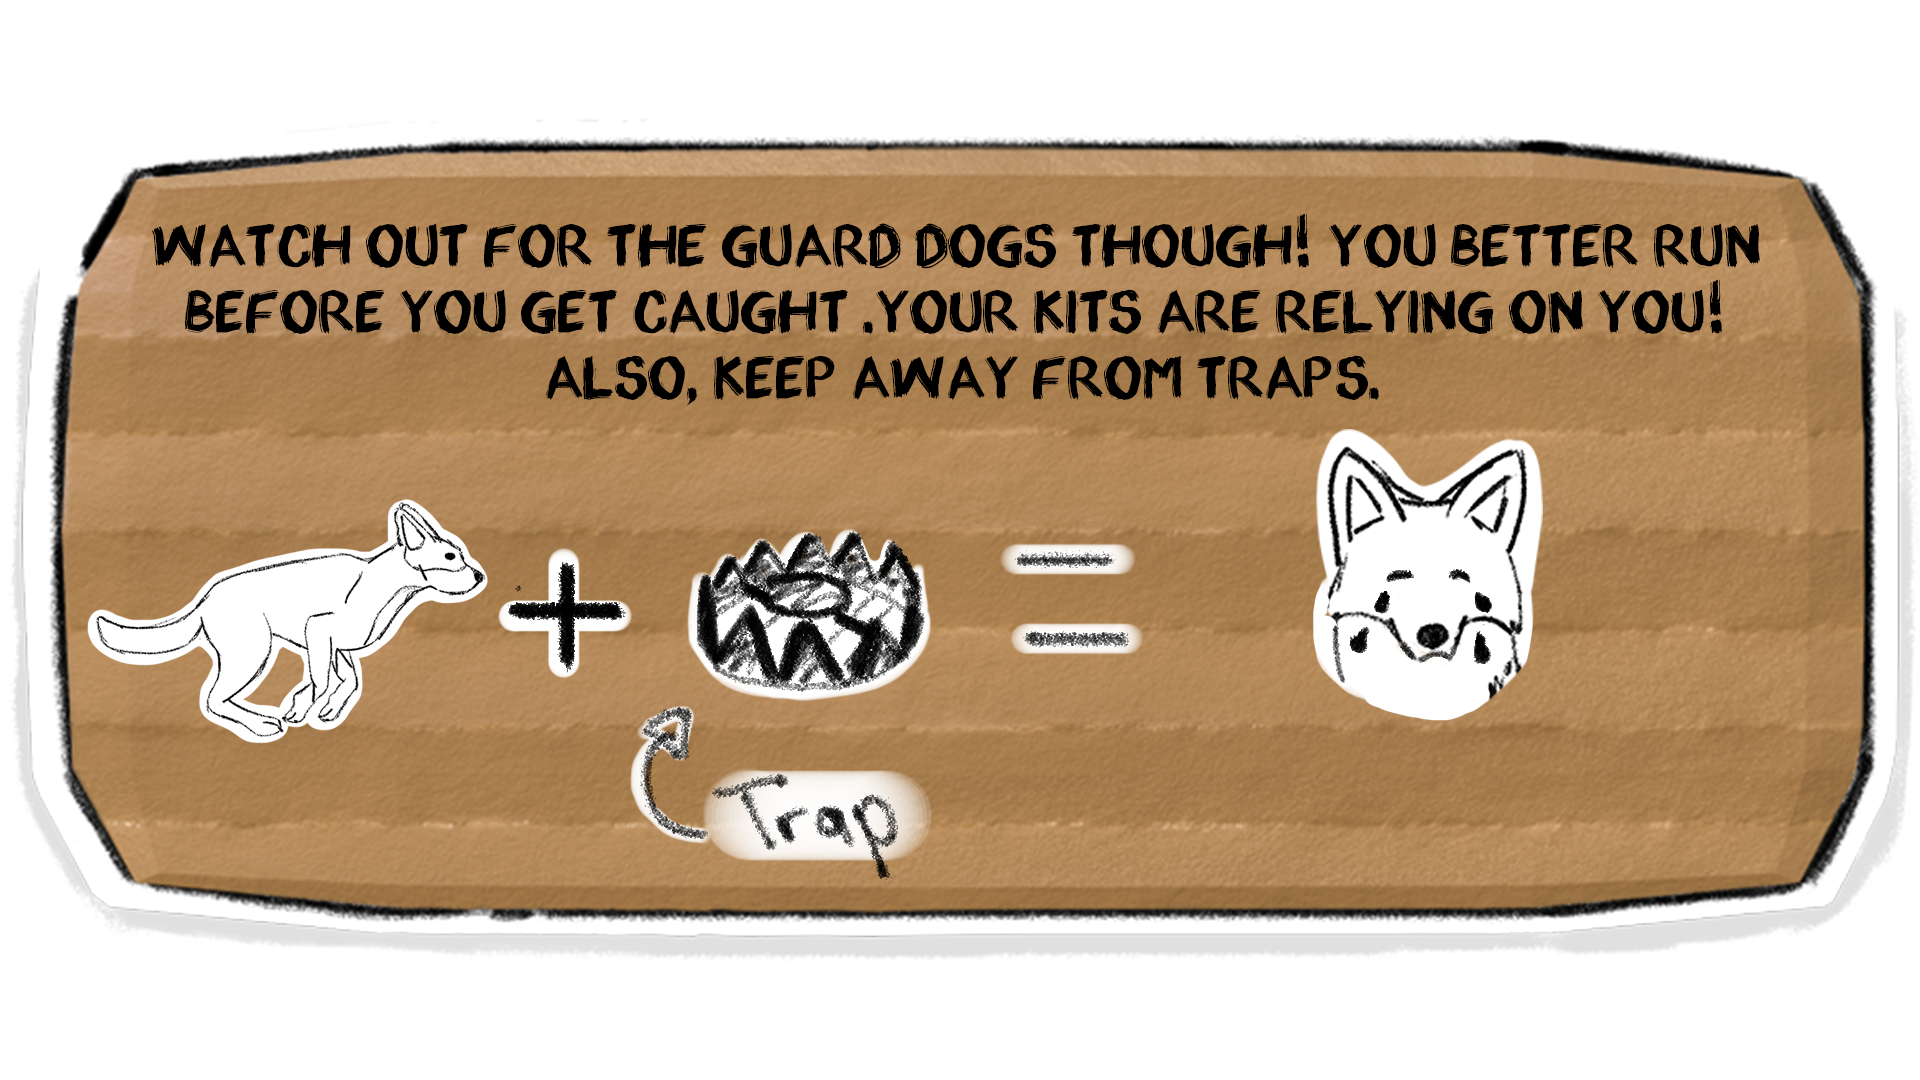 WATCH OUT FOR THE GUARD DOGS THOUGH! YOU BETTER RUN
BEFORE YOU GET CAUGHT .YOUR KITS ARE RELYING ON YOU!
ALSO, KEEP AWAY FROM TRAPS.
+ =
Trap